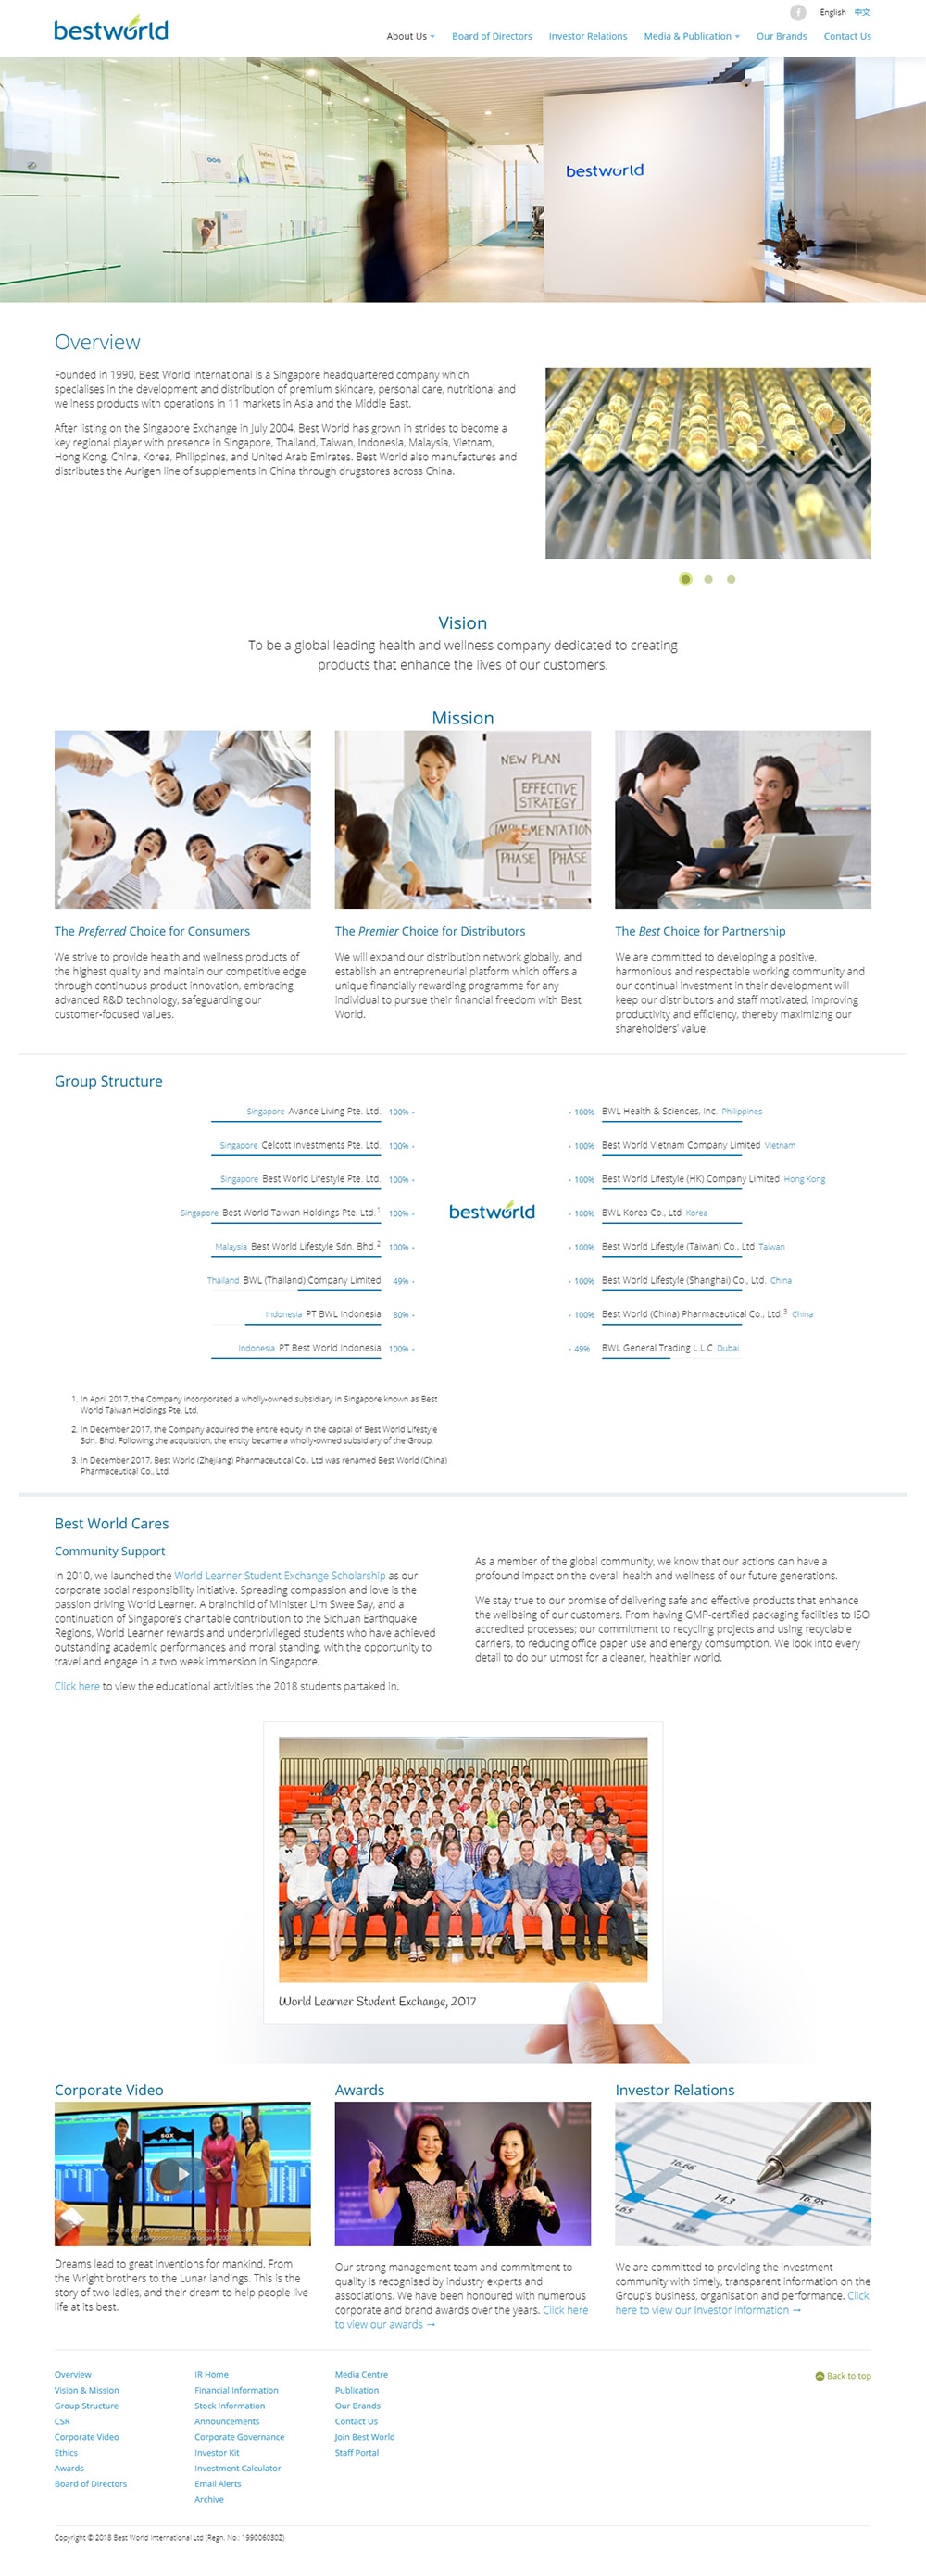 bestworld
English 中文
About Us Board of Directors Investor Relations Media & Publication Our Brands Contact Us
bestworld
Overview
Founded in 1990, Best World International is a Singapore headquartered company which
specialises in the development and distribution of premium skincare, personal care, nutritional and
wellness products with operations in 11 markets in Asia and the Middle East.
After listing on the Singapore Exchange in July 2004, Best World has grown in strides to become a
key regional player with presence in Singapore, Thailand, Taiwan, Indonesia, Malaysia, Vietnam,
Hong Kong, China, Korea, Philippines, and United Arab Emirates. Best World also manufactures and
distributes the Aurigen line of supplements in China through drugstores across China.
Vision
To be a global leading health and wellness company dedicated to creating
products that enhance the lives of our customers.
Mission
NEW PLAN
EFFECTIVE
STRATEGY
IMPLEMENTATION
PHASE I
PHASE II
The Preferred Choice for Consumers
We strive to provide health and wellness products of
the highest quality and maintain our competitive edge
through continuous product innovation, embracing
advanced R&D technology, safeguarding our
customer-focused values.
The Premier Choice for Distributors
We will expand our distribution network globally, and
establish an entrepreneurial platform which offers a
unique financially rewarding programme for any
individual to pursue their financial freedom with Best
World.
The Best Choice for Partnership
We are committed to developing a positive,
harmonious and respectable working community and
our continual investment in their development will
keep our distributors and staff motivated, improving
productivity and efficiency, thereby maximizing our
shareholders' value.
Group Structure
Singapore Avance Living Pte. Ltd. 100%
Singapore Celcott Investments Pte. Ltd. 100%
Singapore Best World Lifestyle Pte. Ltd. 100%
Singapore Best World Taiwan Holdings Pte. Ltd.1 100%
Malaysia Best World Lifestyle Sdn. Bhd.2 100%
Thailand BWL (Thailand) Company Limited 49%
Indonesia PT BWL Indonesia 80%
Indonesia PT Best World Indonesia 100%
bestworld
100% BWL Health & Sciences, Inc. Philippines
100% Best World Vietnam Company Limited Vietnam
100% Best World Lifestyle (HK) Company Limited Hong Kong
100% BWL Korea Co., Ltd Korea
100% Best World Lifestyle (Taiwan) Co., Ltd Taiwan
100% Best World Lifestyle (Shanghai) Co., Ltd. China
100% Best World (China) Pharmaceutical Co., Ltd.3 China
49% BWL General Trading L.L.C Dubai
1. In April 2017, the Company incorporated a wholly-owned subsidiary in Singapore known as Best
World Taiwan Holdings Pte. Ltd.
2. In December 2017, the Company acquired the entire equity in the capital of Best World Lifestyle
Sdn. Bhd. Following the acquisition, the entity became a wholly-owned subsidiary of the Group.
3. In December 2017, Best World (Zhejiang) Pharmaceutical Co., Ltd was renamed Best World (China)
Pharmaceutical Co., Ltd.
Best World Cares
Community Support
In 2010, we launched the World Learner Student Exchange Scholarship as our
corporate social responsibility initiative. Spreading compassion and love is the
passion driving World Learner. A brainchild of Minister Lim Swee Say, and a
continuation of Singapore's charitable contribution to the Sichuan Earthquake
Regions, World Learner rewards and underprivileged students who have achieved
outstanding academic performances and moral standing, with the opportunity to
travel and engage in a two week immersion in Singapore.
Click here to view the educational activities the 2018 students partaked in.
As a member of the global community, we know that our actions can have a
profound impact on the overall health and wellness of our future generations.
We stay true to our promise of delivering safe and effective products that enhance
the wellbeing of our customers. From having GMP-certified packaging facilities to ISO
accredited processes; our commitment to recycling projects and using recyclable
carriers, to reducing office paper use and energy comsumption. We look into every
detail to do our utmost for a cleaner, healthier world.
World Learner Student Exchange, 2017
Corporate Video
SGX
Dreams lead to great inventions for mankind. From
the Wright brothers to the Lunar landings. This is the
story of two ladies, and their dream to help people live
life at its best.
Awards
Our strong management team and commitment to
quality is recognised by industry experts and
associations. We have been honoured with numerous
corporate and brand awards over the years. Click here
to view our awards →
Investor Relations
16.66
14.3
16.95
We are committed to providing the investment
community with timely, transparent information on the
Group's business, organisation and performance. Click
here to view our Investor Information →
Overview
Vision & Mission
Group Structure
CSR
Corporate Video
Ethics
Awards
Board of Directors
IR Home
Financial Information
Stock Information
Announcements
Corporate Governance
Investor Kit
Investment Calculator
Email Alerts
Archive
Media Centre
Publication
Our Brands
Contact Us
Join Best World
Staff Portal
Back to top
Copyright © 2018 Best World International Ltd (Regn. No.: 199006030Z)